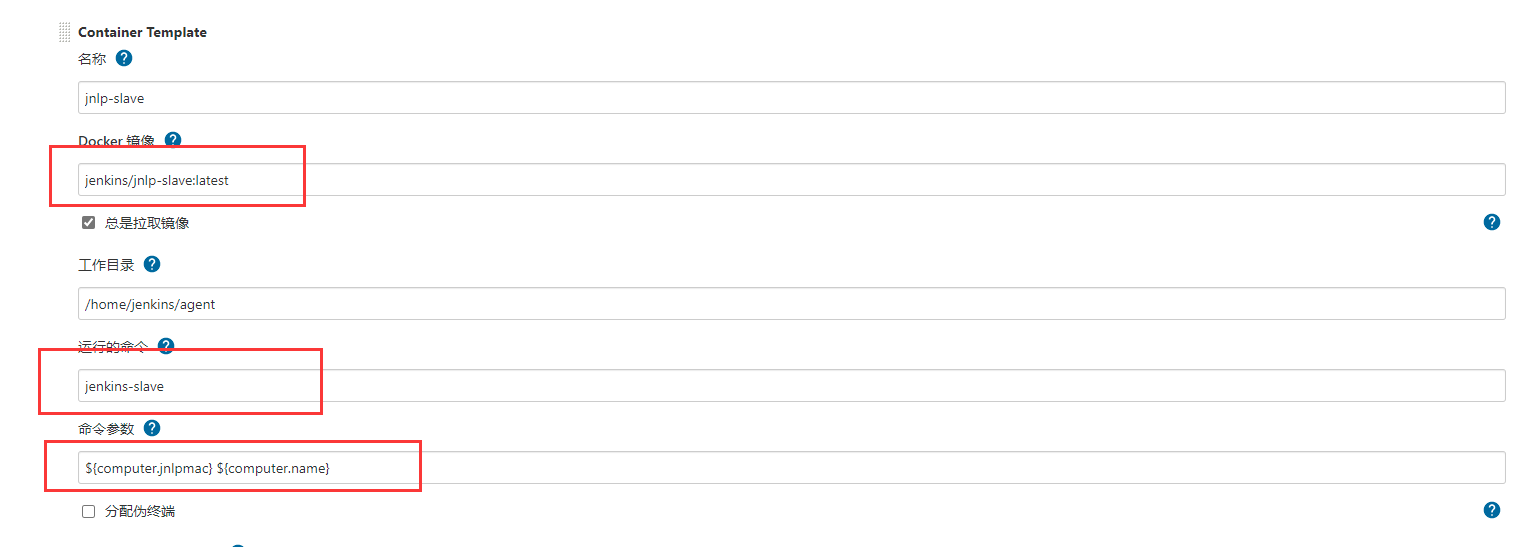 Container Template
名称 ?
jnlp-slave
Docker 镜像 ?
jenkins/jnlp-slave:latest
总是拉取镜像 ?
工作目录 ?
/home/jenkins/agent
运行的命令 ?
jenkins-slave
命令参数 ?
${computer.jnlpmac} ${computer.name}
分配伪终端 ?